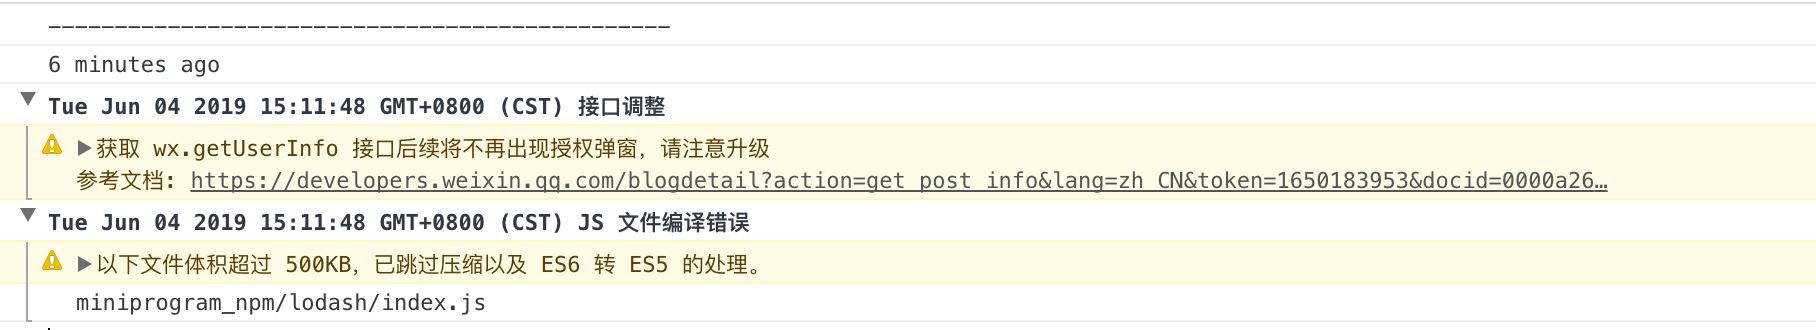 -----------------------------------------------
6 minutes ago
Tue Jun 04 2019 15:11:48 GMT+0800 (CST) 接口调整
获取 wx.getUserInfo 接口后续将不再出现授权弹窗，请注意升级
参考文档: https://developers.weixin.qq.com/blogdetail?action=get_post_info&lang=zh_CN&token=1650183953&docid=0000a26…
Tue Jun 04 2019 15:11:48 GMT+0800 (CST) JS 文件编译错误
以下文件体积超过 500KB，已跳过压缩以及 ES6 转 ES5 的处理。
miniprogram_npm/lodash/index.js